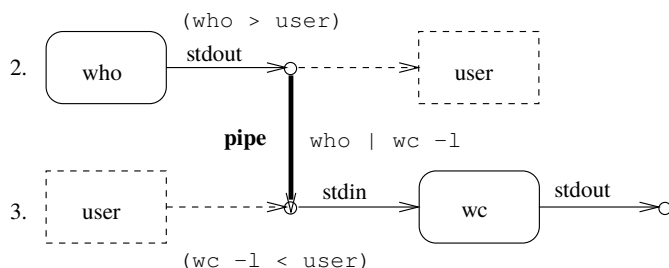 (who > user)
2. who stdout user
pipe who | wc -l
3. user stdin wc stdout
(wc -l < user)